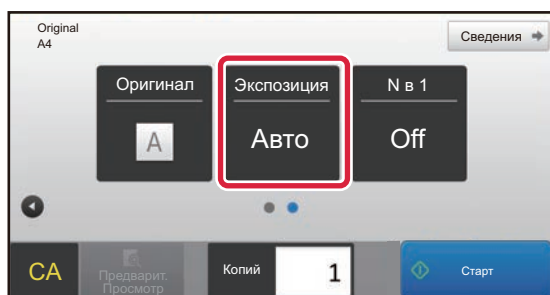 Original
A4
Сведения
Оригинал
Экспозиция
N в 1
A
Авто
Off
CA
Предварит.
Просмотр
Копий
1
Старт